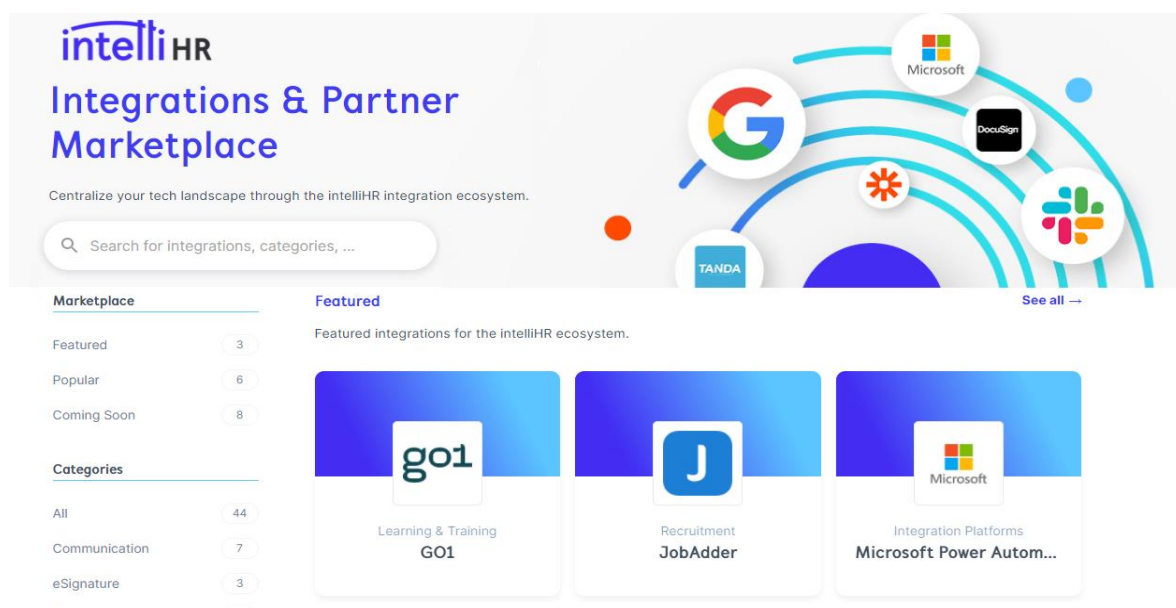 intelliHR
Integrations & Partner
Marketplace
Centralize your tech landscape through the intelliHR integration ecosystem.
Search for integrations, categories, ...
Microsoft
DocuSign
TANDA
Marketplace
Featured 3
Popular 6
Coming Soon 8
Categories
All 44
Communication 7
eSignature 3
Featured
See all →
Featured integrations for the intelliHR ecosystem.
go1
Learning & Training
GO1
J
Recruitment
JobAdder
Microsoft
Integration Platforms
Microsoft Power Autom...